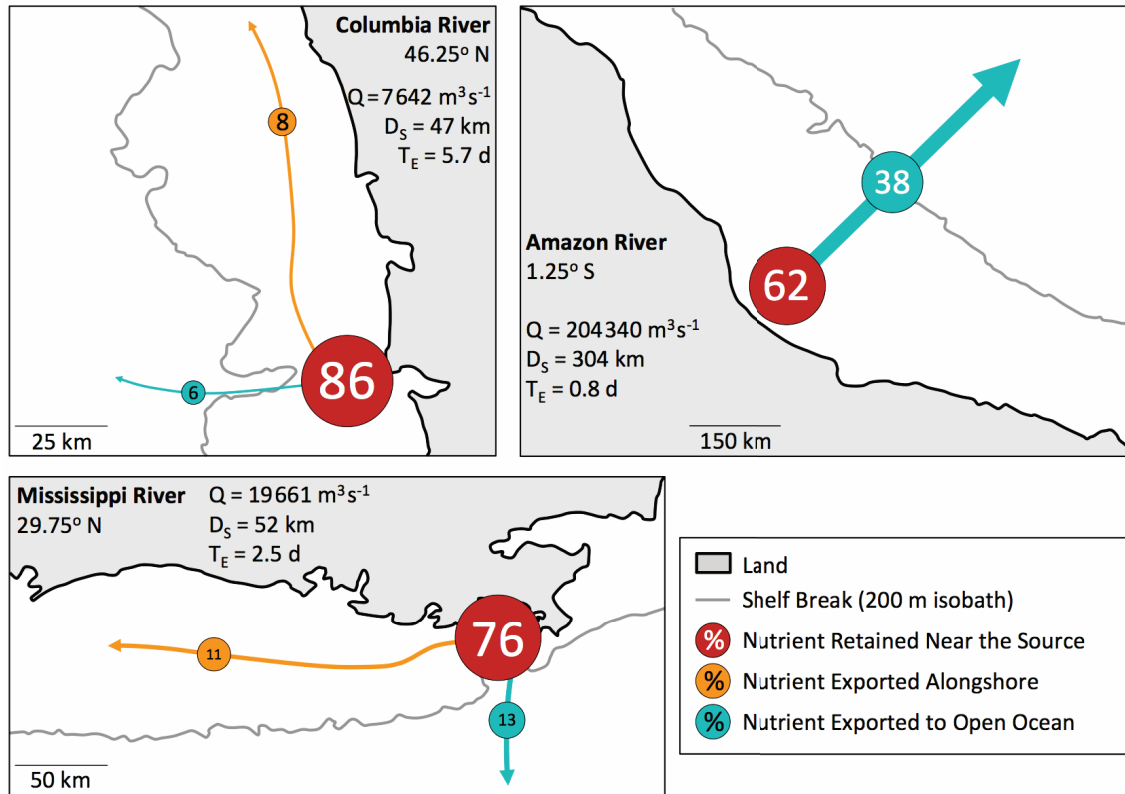 Columbia River
46.25° N
Q = 7642 m³s⁻¹
D_S = 47 km
T_E = 5.7 d
8
86
6
25 km
38
Amazon River
1.25° S
62
Q = 204340 m³s⁻¹
D_S = 304 km
T_E = 0.8 d
150 km
Mississippi River
29.75° N
Q = 19661 m³s⁻¹
D_S = 52 km
T_E = 2.5 d
76
11
13
50 km
Land
Shelf Break (200 m isobath)
% Nutrient Retained Near the Source
% Nutrient Exported Alongshore
% Nutrient Exported to Open Ocean